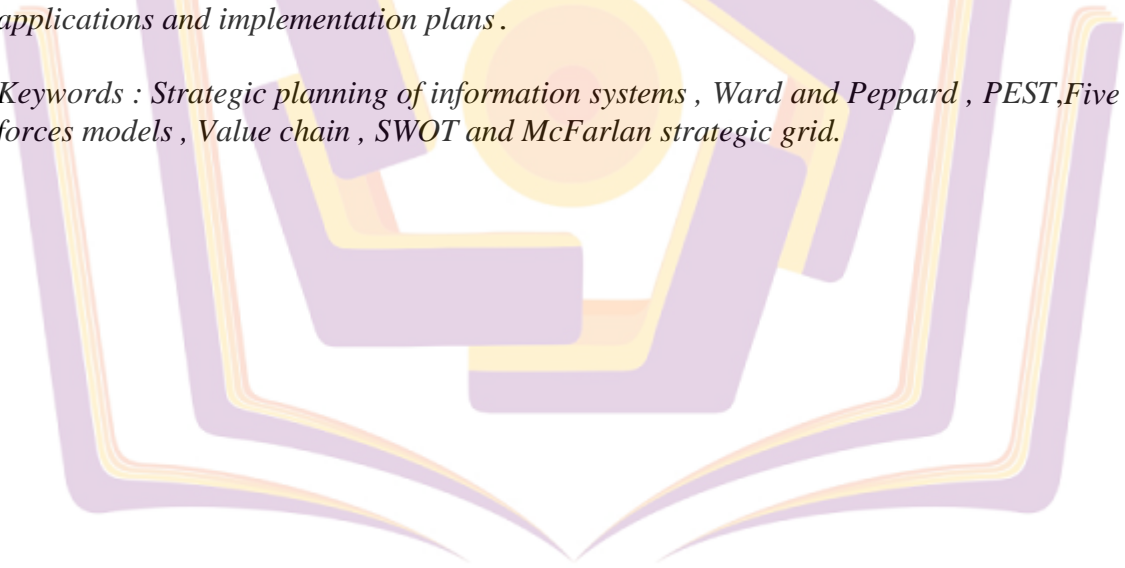 applications and implementation plans .
Keywords : Strategic planning of information systems , Ward and Peppard , PEST,Five
forces models , Value chain , SWOT and McFarlan strategic grid.